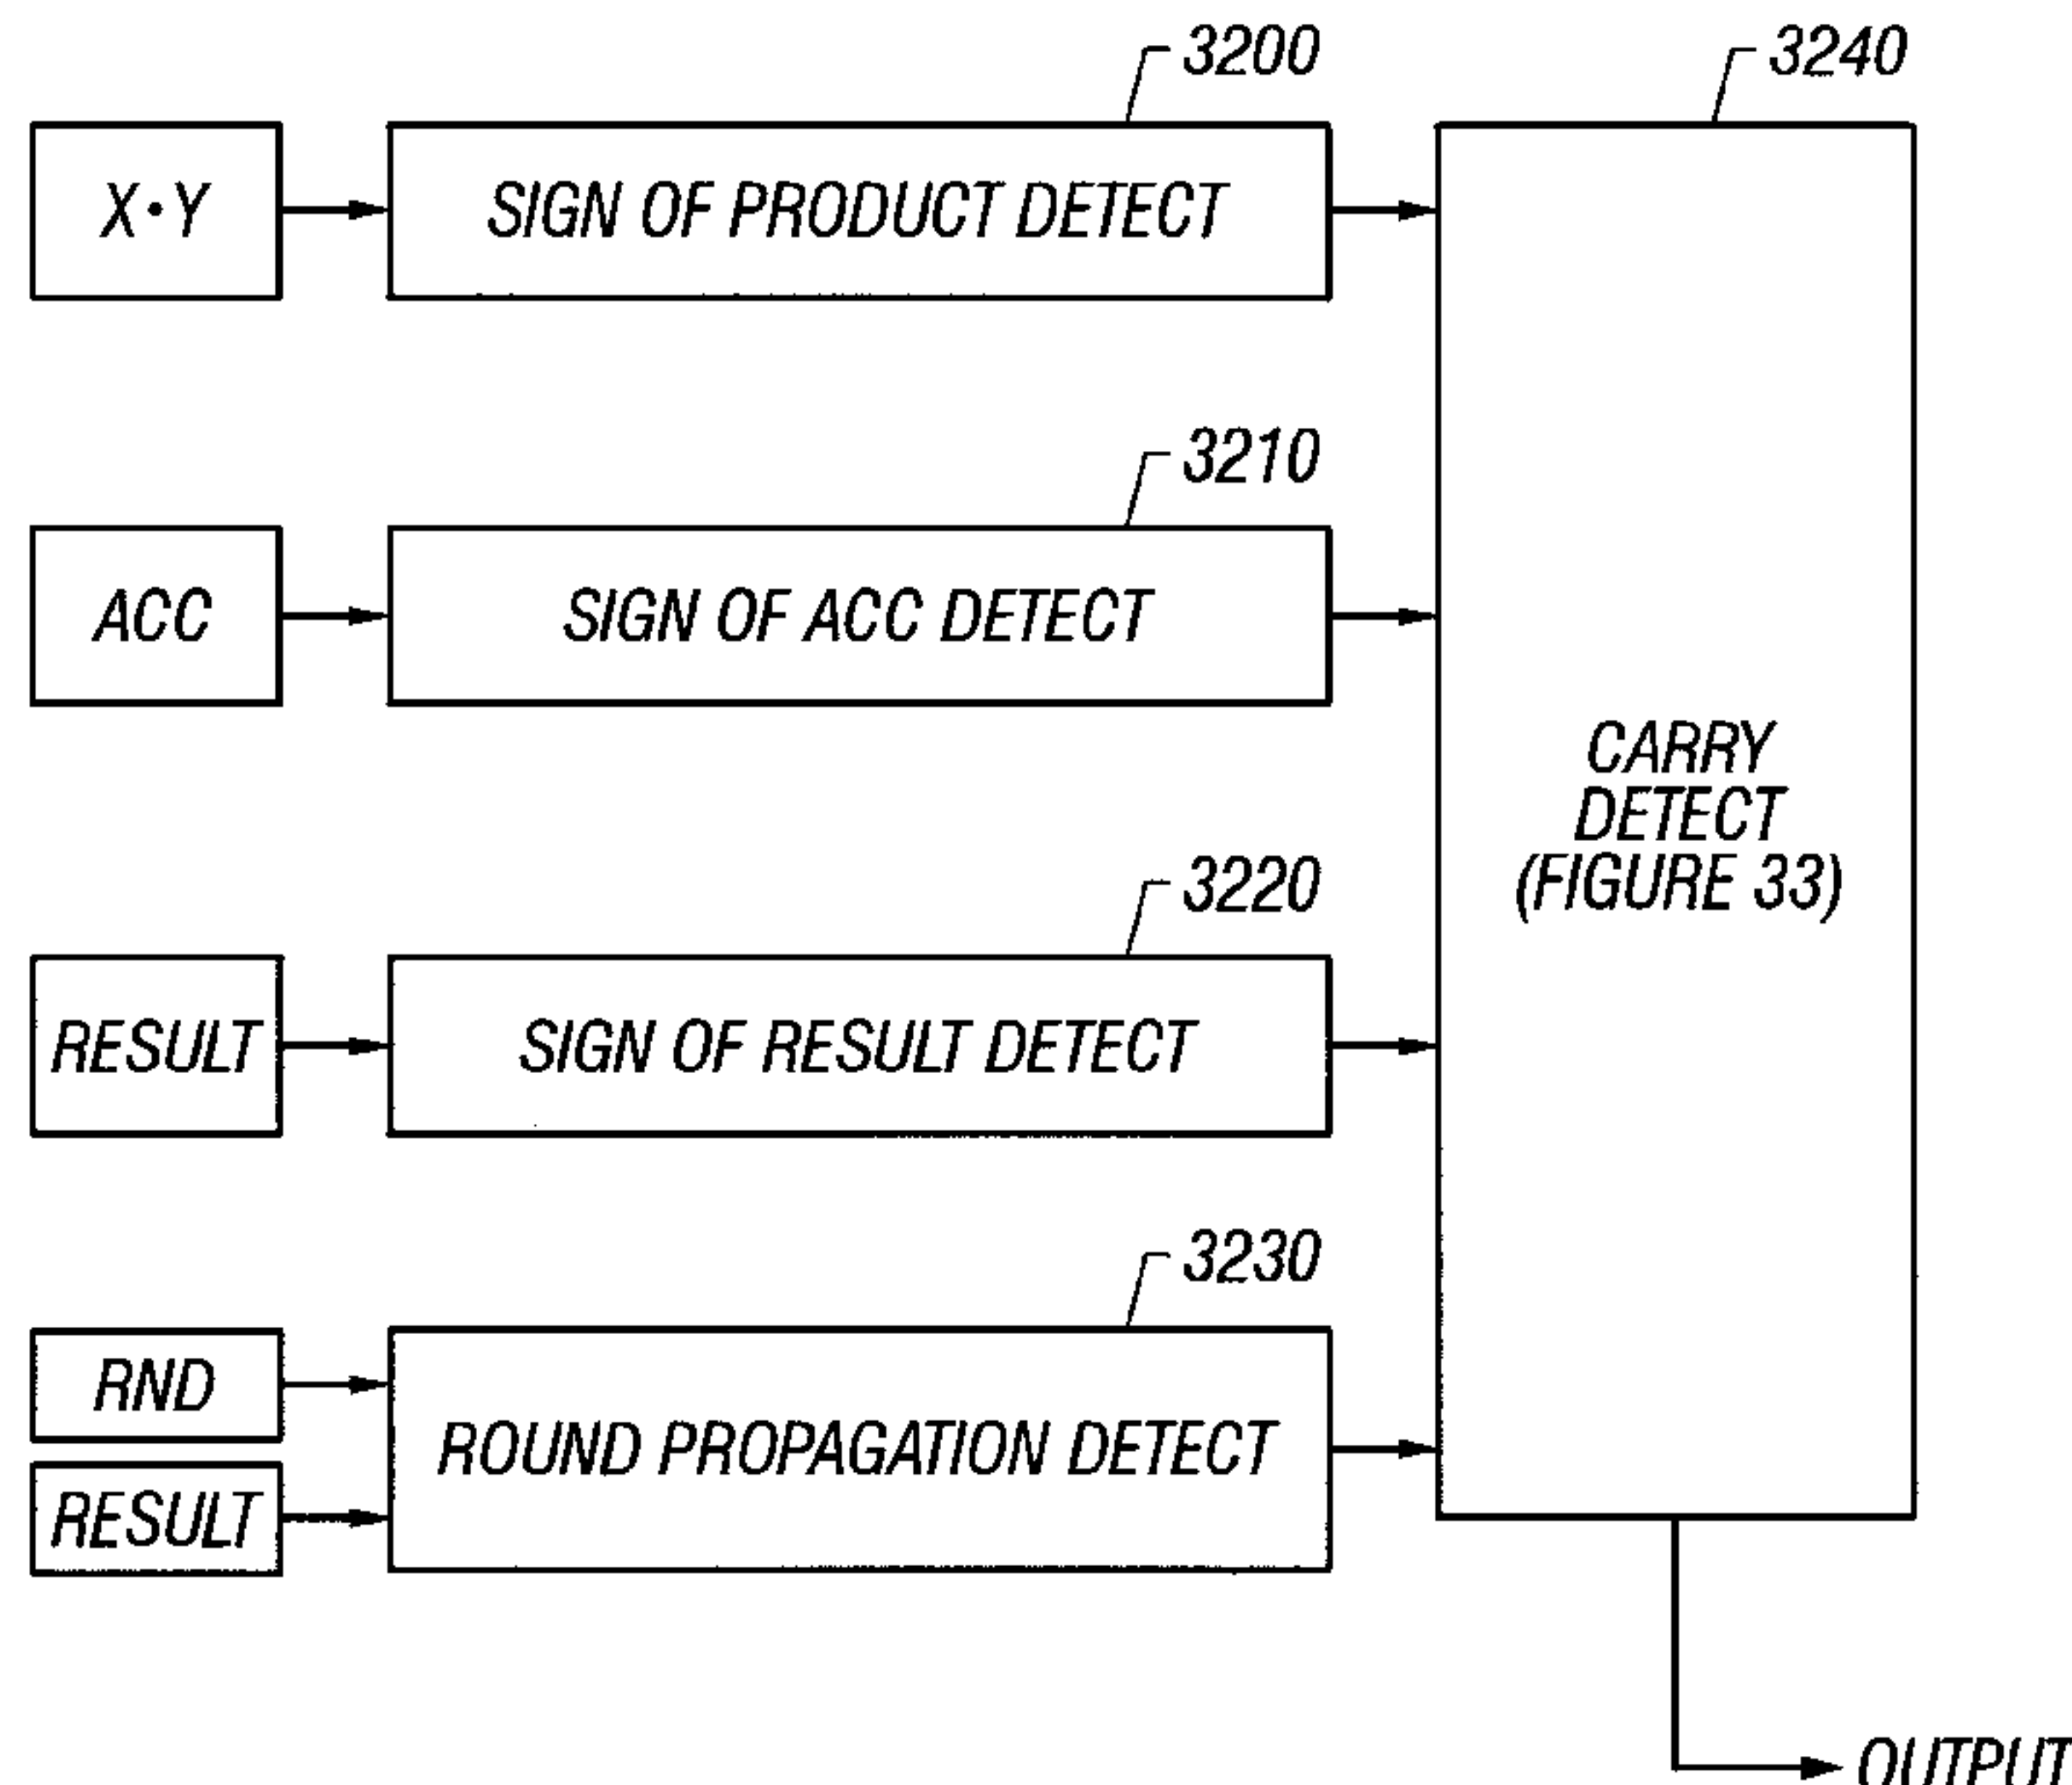 3200
3240
X•Y
SIGN OF PRODUCT DETECT
3210
ACC
SIGN OF ACC DETECT
CARRY
DETECT
(FIGURE 33)
3220
RESULT
SIGN OF RESULT DETECT
3230
RND
ROUND PROPAGATION DETECT
RESULT
OUTPUT